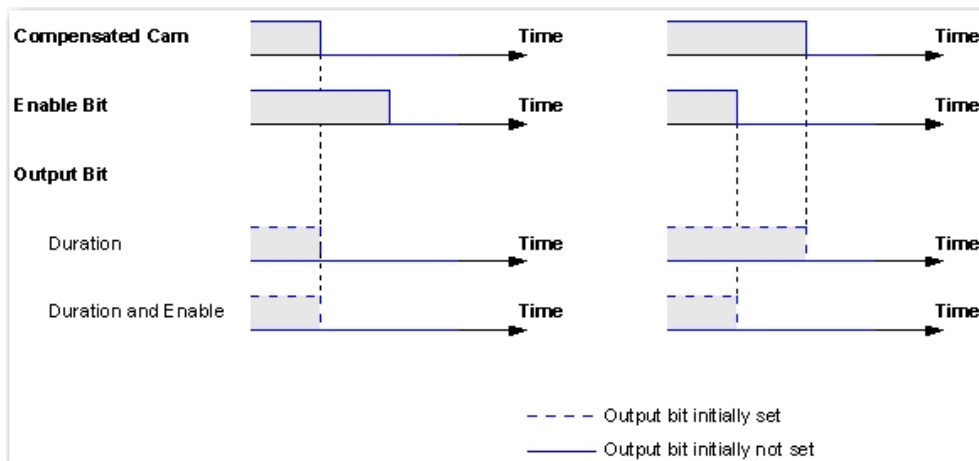 Compensated Cam Time Time
Enable Bit Time Time
Output Bit
Duration Time Time
Duration and Enable Time Time
Output bit initially set
Output bit initially not set